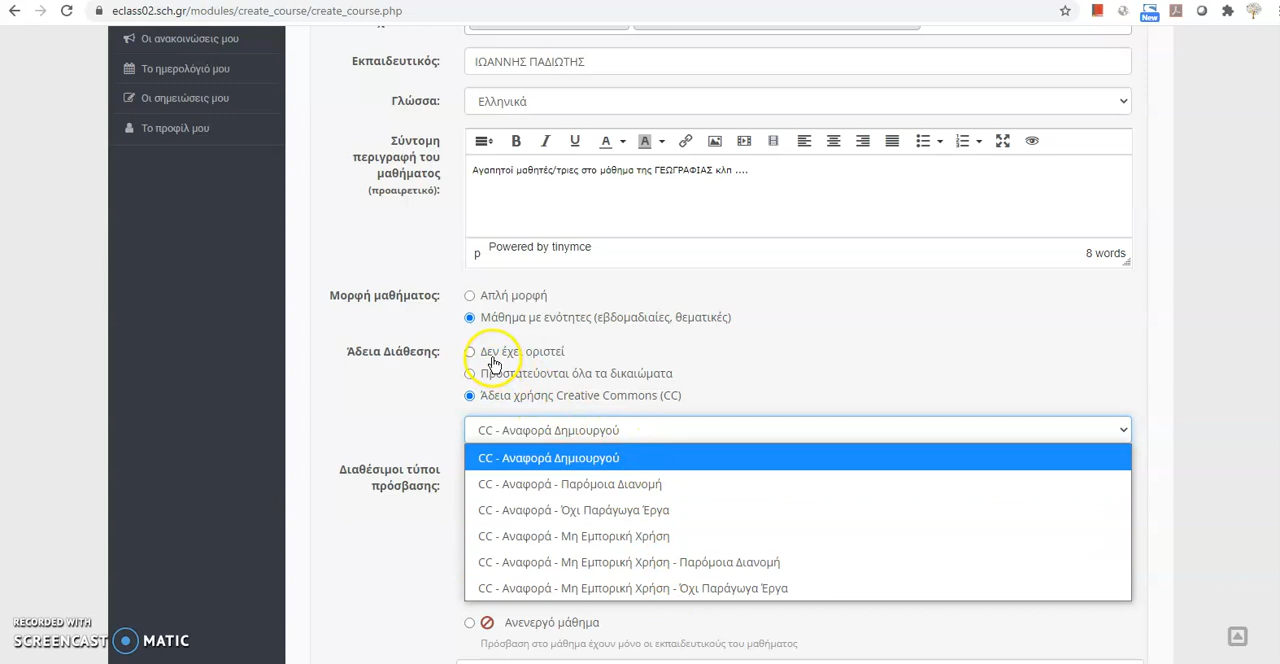 eclass02.sch.gr/modules/create_course/create_course.php
New
Οι ανακοινώσεις μου
Το ημερολόγιό μου
Οι σημειώσεις μου
Το προφίλ μου
Εκπαιδευτικός:
ΙΩΑΝΝΗΣ ΠΑΔΙΩΤΗΣ
Γλώσσα:
Ελληνικά
Σύντομη
περιγραφή του
μαθήματος
(προαιρετικό):
B I U A A
Αγαπητοί μαθητές/τριες στο μάθημα της ΓΕΩΓΡΑΦΙΑΣ κλπ ....
p Powered by tinymce
8 words
Μορφή μαθήματος:
Απλή μορφή
Μάθημα με ενότητες (εβδομαδιαίες, θεματικές)
Άδεια Διάθεσης:
Δεν έχει οριστεί
Προστατεύονται όλα τα δικαιώματα
Άδεια χρήσης Creative Commons (CC)
CC - Αναφορά Δημιουργού
CC - Αναφορά Δημιουργού
CC - Αναφορά - Παρόμοια Διανομή
CC - Αναφορά - Όχι Παράγωγα Έργα
CC - Αναφορά - Μη Εμπορική Χρήση
CC - Αναφορά - Μη Εμπορική Χρήση - Παρόμοια Διανομή
CC - Αναφορά - Μη Εμπορική Χρήση - Όχι Παράγωγα Έργα
Διαθέσιμοι τύποι
πρόσβασης:
Ανενεργό μάθημα
Πρόσβαση στο μάθημα έχουν μόνο οι εκπαιδευτικοί του μαθήματος
RECORDED WITH
SCREENCAST MATIC